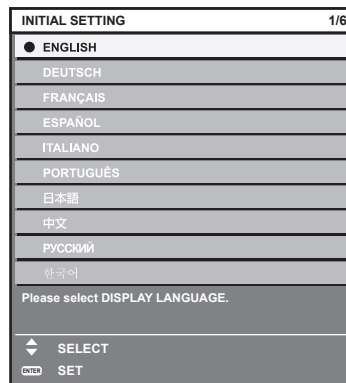 INITIAL SETTING 1/6
ENGLISH
DEUTSCH
FRANÇAIS
ESPAÑOL
ITALIANO
PORTUGUÊS
日本語
中文
РУССКИЙ
한국어
Please select DISPLAY LANGUAGE.
SELECT
ENTER SET